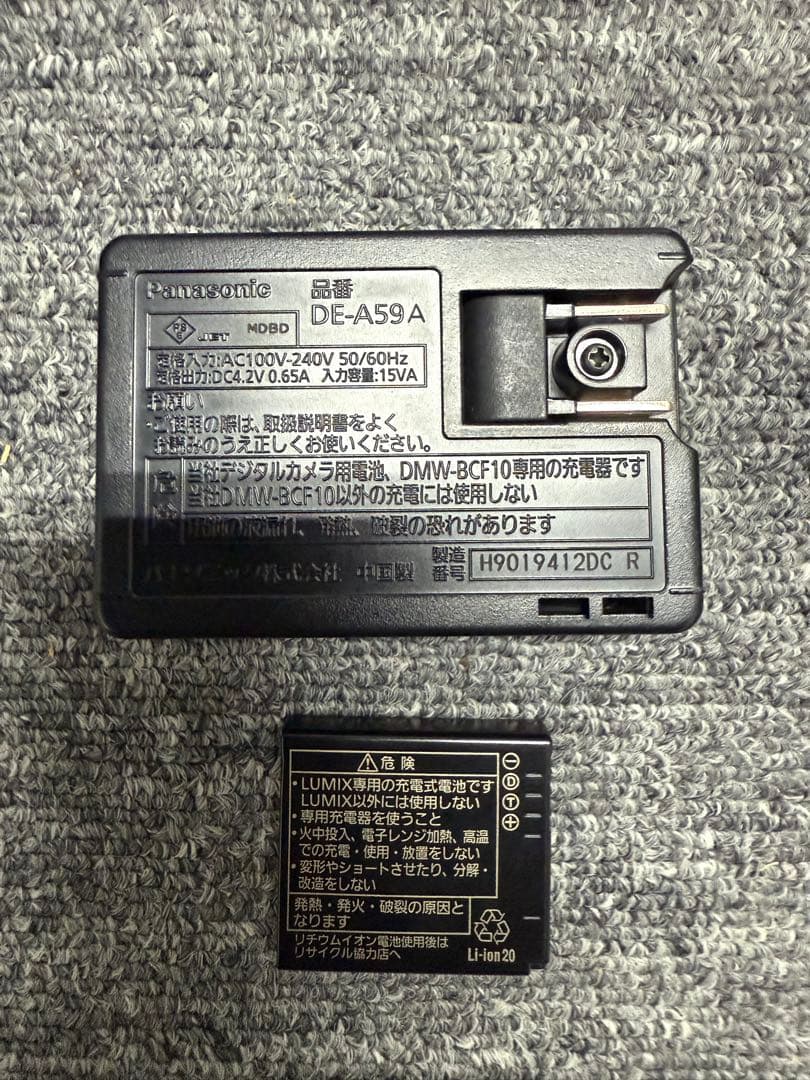 Panasonic
品番
DE-A59A
PS
E
JET
MDBD
定格入力:AC100V-240V 50/60Hz
定格出力:DC4.2V 0.65A 入力容量:15VA
お願い
・ご使用の際は、取扱説明書をよく
お読みのうえ正しくお使いください。
危険
当社デジタルカメラ用電池、DMW-BCF10専用の充電器です
当社DMW-BCF10以外の充電には使用しない
電池の液漏れ、発熱、破裂の恐れがあります
パナソニック株式会社 中国製
製造番号 H9019412DC R
⚠危険
・LUMIX専用の充電式電池です
LUMIX以外には使用しない
・専用充電器を使うこと
・火中投入、電子レンジ加熱、高温
での充電・使用・放置をしない
・変形やショートさせたり、分解・
改造をしない
発熱・発火・破裂の原因と
なります
リチウムイオン電池使用後は
リサイクル協力店へ
−
D
T
+
Li-ion20